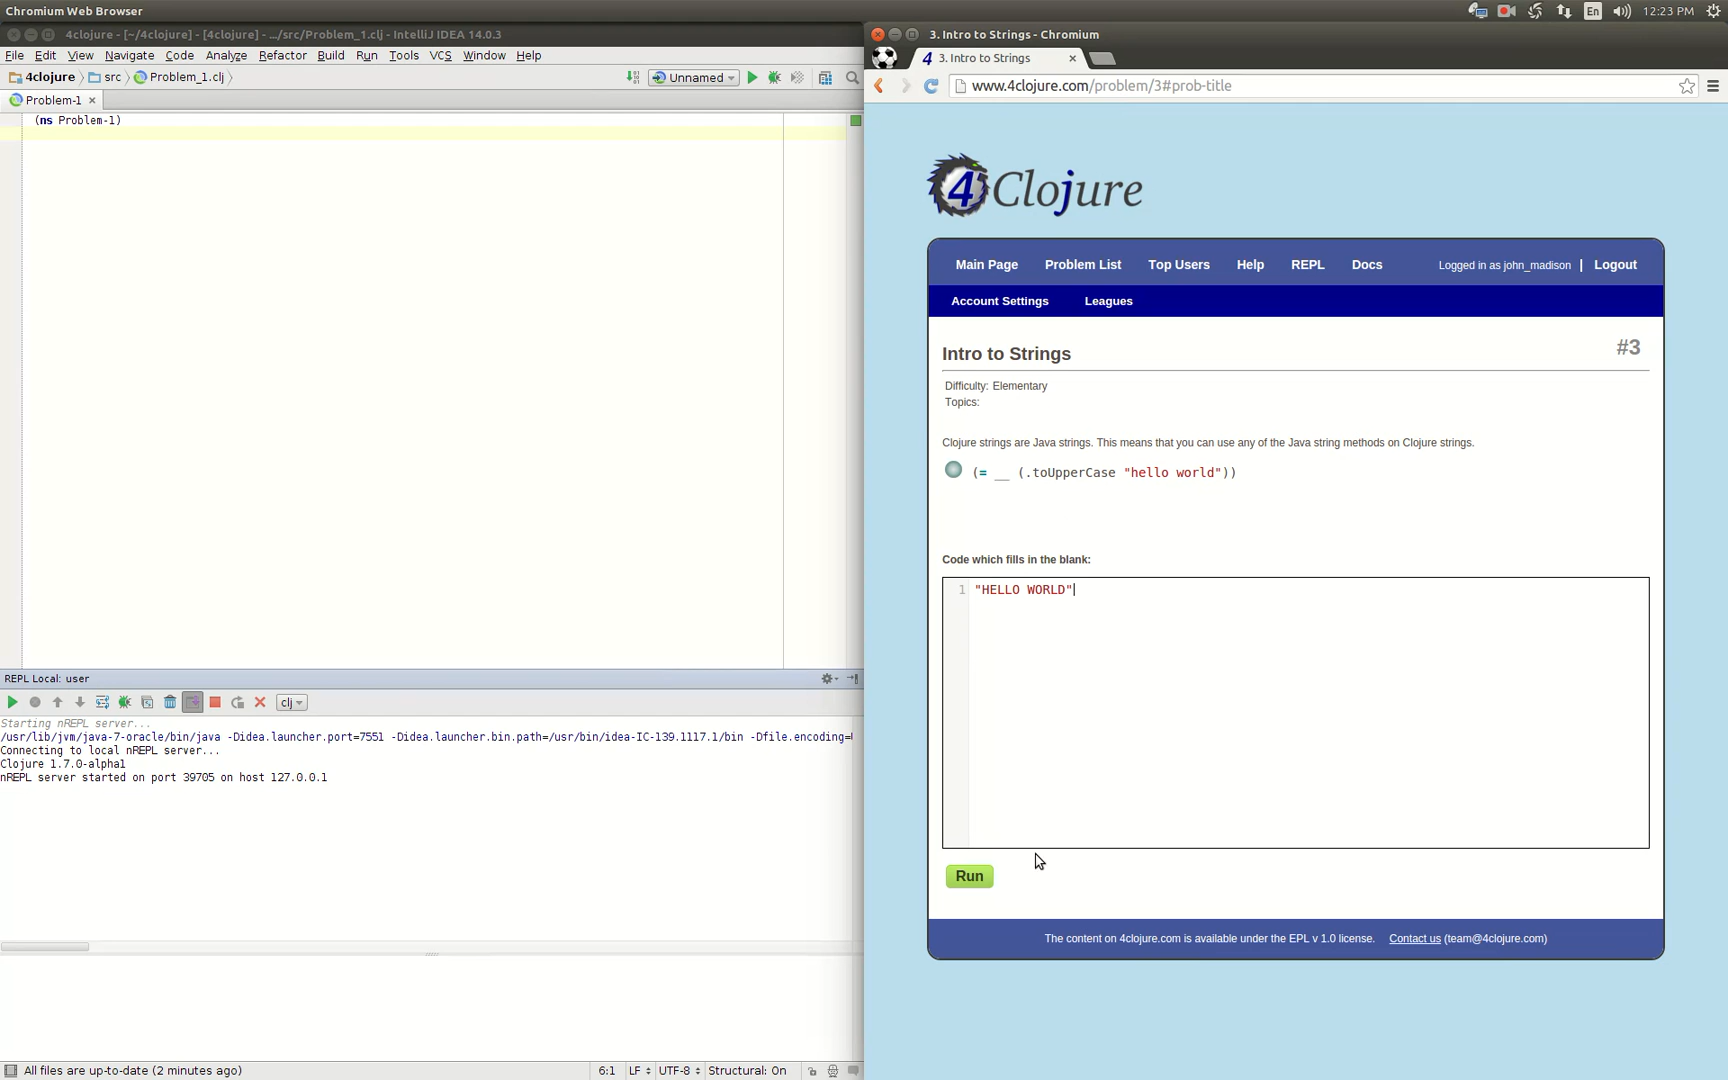 Chromium Web Browser
En
12:23 PM
4clojure - [~/4clojure] - [4clojure] - .../src/Problem_1.clj - IntelliJ IDEA 14.0.3
File Edit View Navigate Code Analyze Refactor Build Run Tools VCS Window Help
4clojure src Problem_1.clj
Unnamed
Problem-1
(ns Problem-1)
REPL Local: user
clj
Starting nREPL server...
/usr/lib/jvm/java-7-oracle/bin/java -Didea.launcher.port=7551 -Didea.launcher.bin.path=/usr/bin/idea-IC-139.1117.1/bin -Dfile.encoding=
Connecting to local nREPL server...
Clojure 1.7.0-alpha1
nREPL server started on port 39705 on host 127.0.0.1
All files are up-to-date (2 minutes ago)
6:1 LF UTF-8 Structural: On
3. Intro to Strings - Chromium
4 3. Intro to Strings
www.4clojure.com/problem/3#prob-title
4Clojure
Main Page Problem List Top Users Help REPL Docs Logged in as john_madison | Logout
Account Settings Leagues
Intro to Strings #3
Difficulty: Elementary
Topics:
Clojure strings are Java strings. This means that you can use any of the Java string methods on Clojure strings.
(= __ (.toUpperCase "hello world"))
Code which fills in the blank:
1 "HELLO WORLD"
Run
The content on 4clojure.com is available under the EPL v 1.0 license. Contact us (team@4clojure.com)